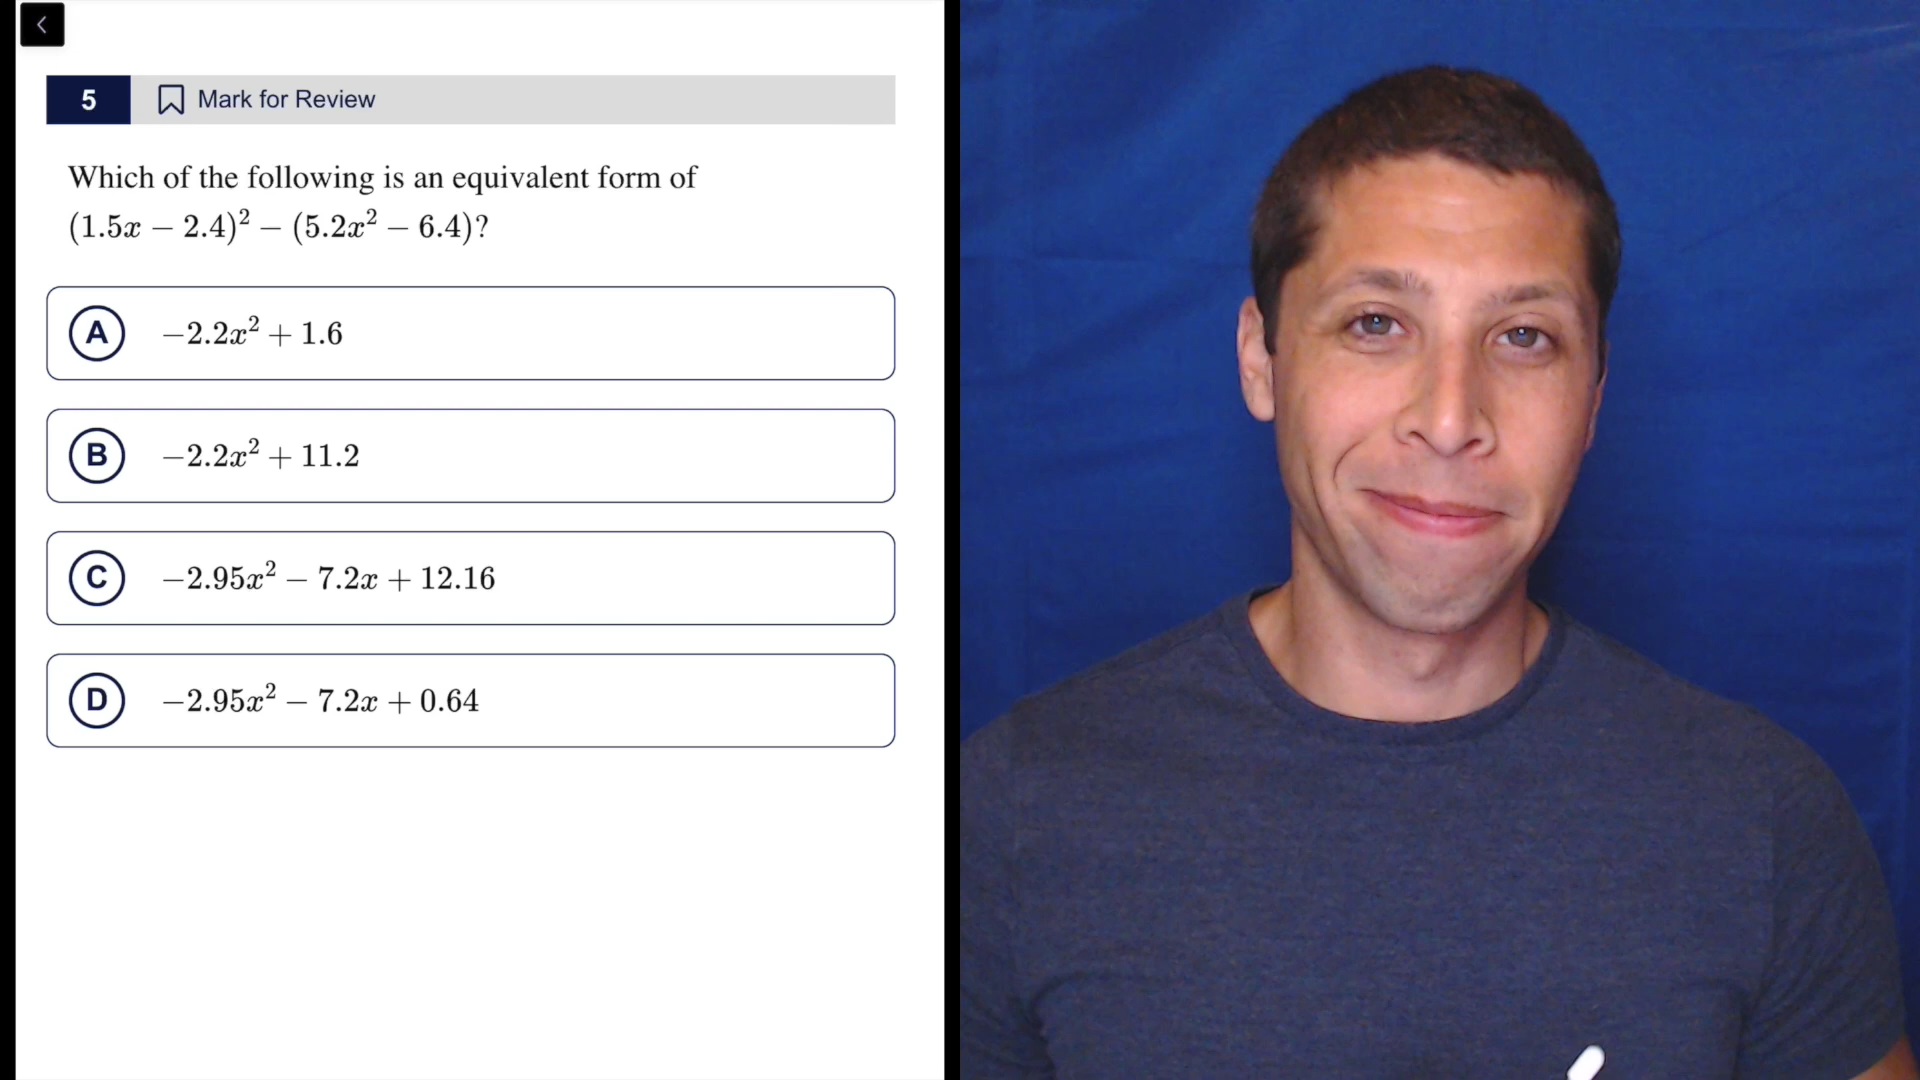 5 Mark for Review
Which of the following is an equivalent form of
(1.5x − 2.4)² − (5.2x² − 6.4)?
A −2.2x² + 1.6
B −2.2x² + 11.2
C −2.95x² − 7.2x + 12.16
D −2.95x² − 7.2x + 0.64